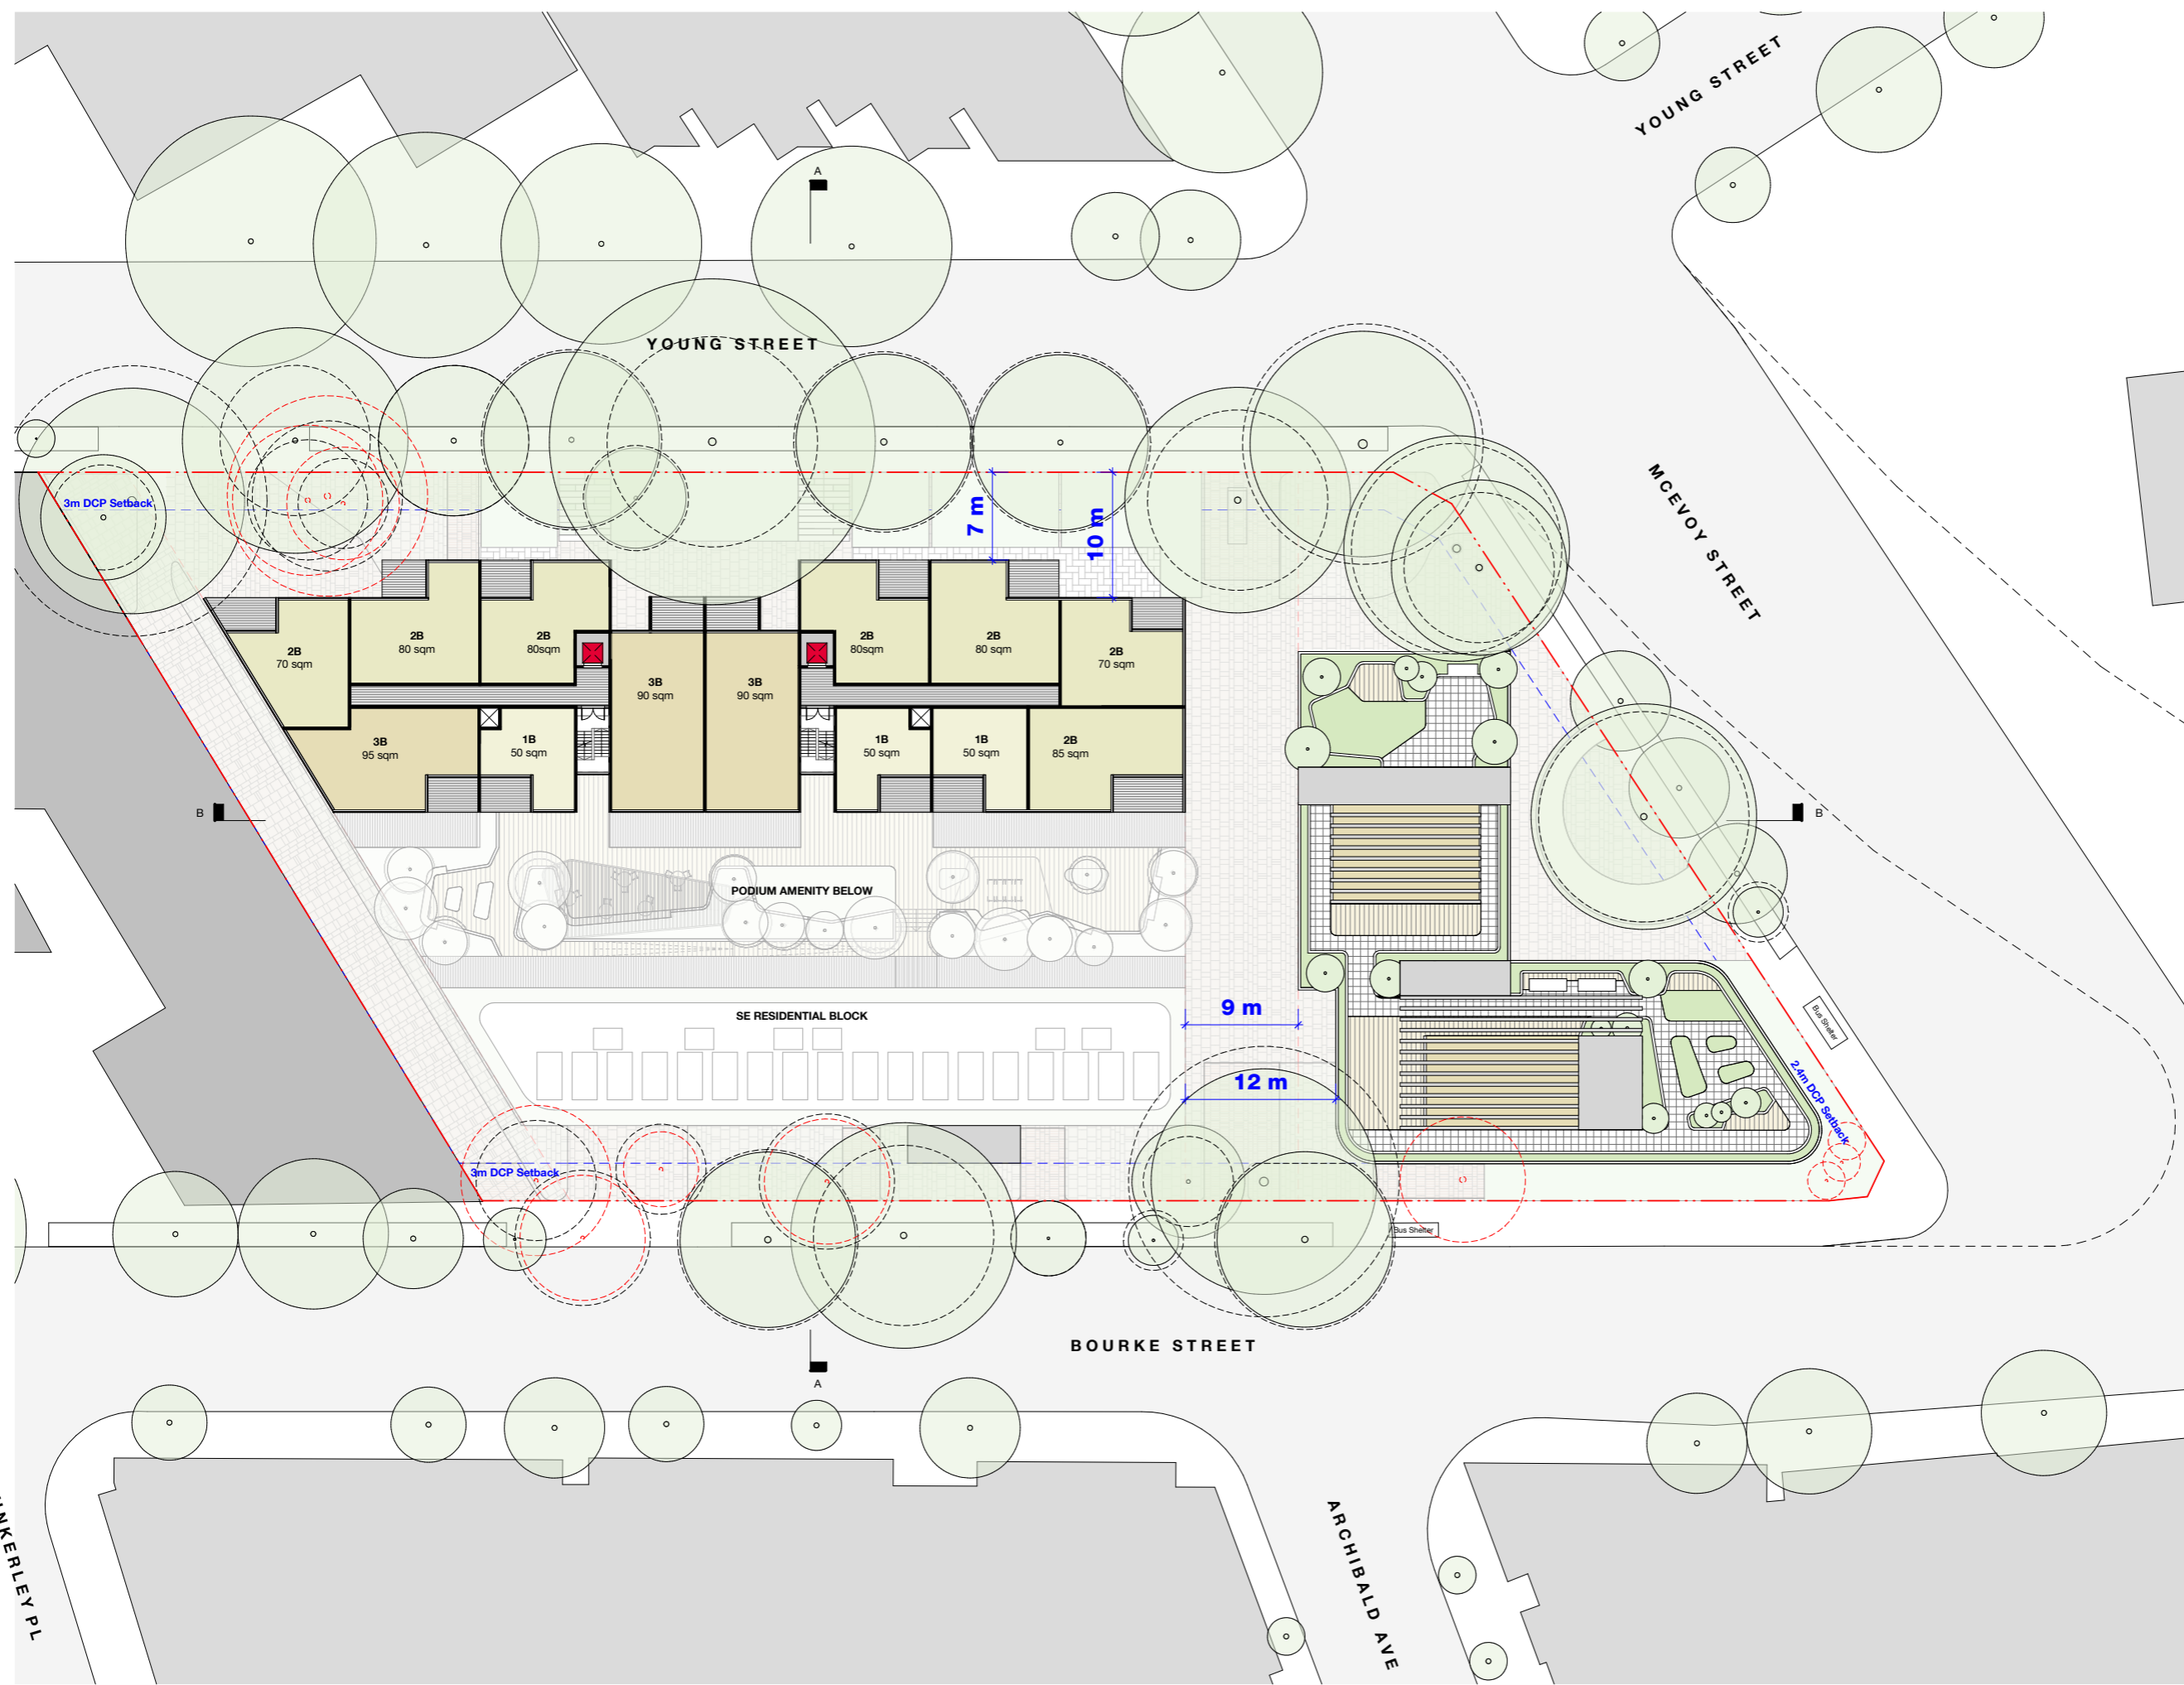 YOUNG STREET
A
YOUNG STREET
MCEVOY STREET
3m DCP Setback
7 m
10 m
2B
70 sqm
2B
80 sqm
2B
80sqm
3B
90 sqm
3B
90 sqm
2B
80sqm
2B
80 sqm
2B
70 sqm
3B
95 sqm
1B
50 sqm
1B
50 sqm
1B
50 sqm
2B
85 sqm
B
B
PODIUM AMENITY BELOW
SE RESIDENTIAL BLOCK
9 m
12 m
Bus Shelter
2.4m DCP Setback
3m DCP Setback
Bus Shelter
BOURKE STREET
A
ARCHIBALD AVE
NKERLEY PL